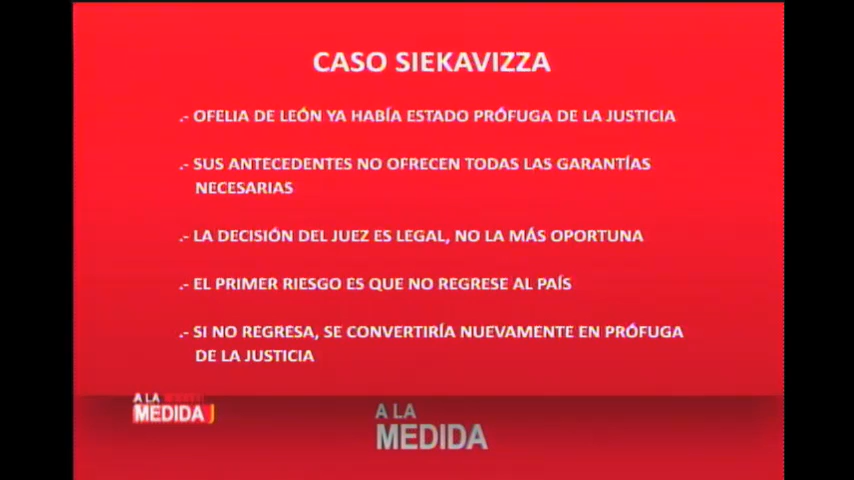 CASO SIEKAVIZZA
.- OFELIA DE LEÓN YA HABÍA ESTADO PRÓFUGA DE LA JUSTICIA
.- SUS ANTECEDENTES NO OFRECEN TODAS LAS GARANTÍAS
NECESARIAS
.- LA DECISIÓN DEL JUEZ ES LEGAL, NO LA MÁS OPORTUNA
.- EL PRIMER RIESGO ES QUE NO REGRESE AL PAÍS
.- SI NO REGRESA, SE CONVERTIRÍA NUEVAMENTE EN PRÓFUGA
DE LA JUSTICIA
A LA
MEDIDA
A LA
MEDIDA